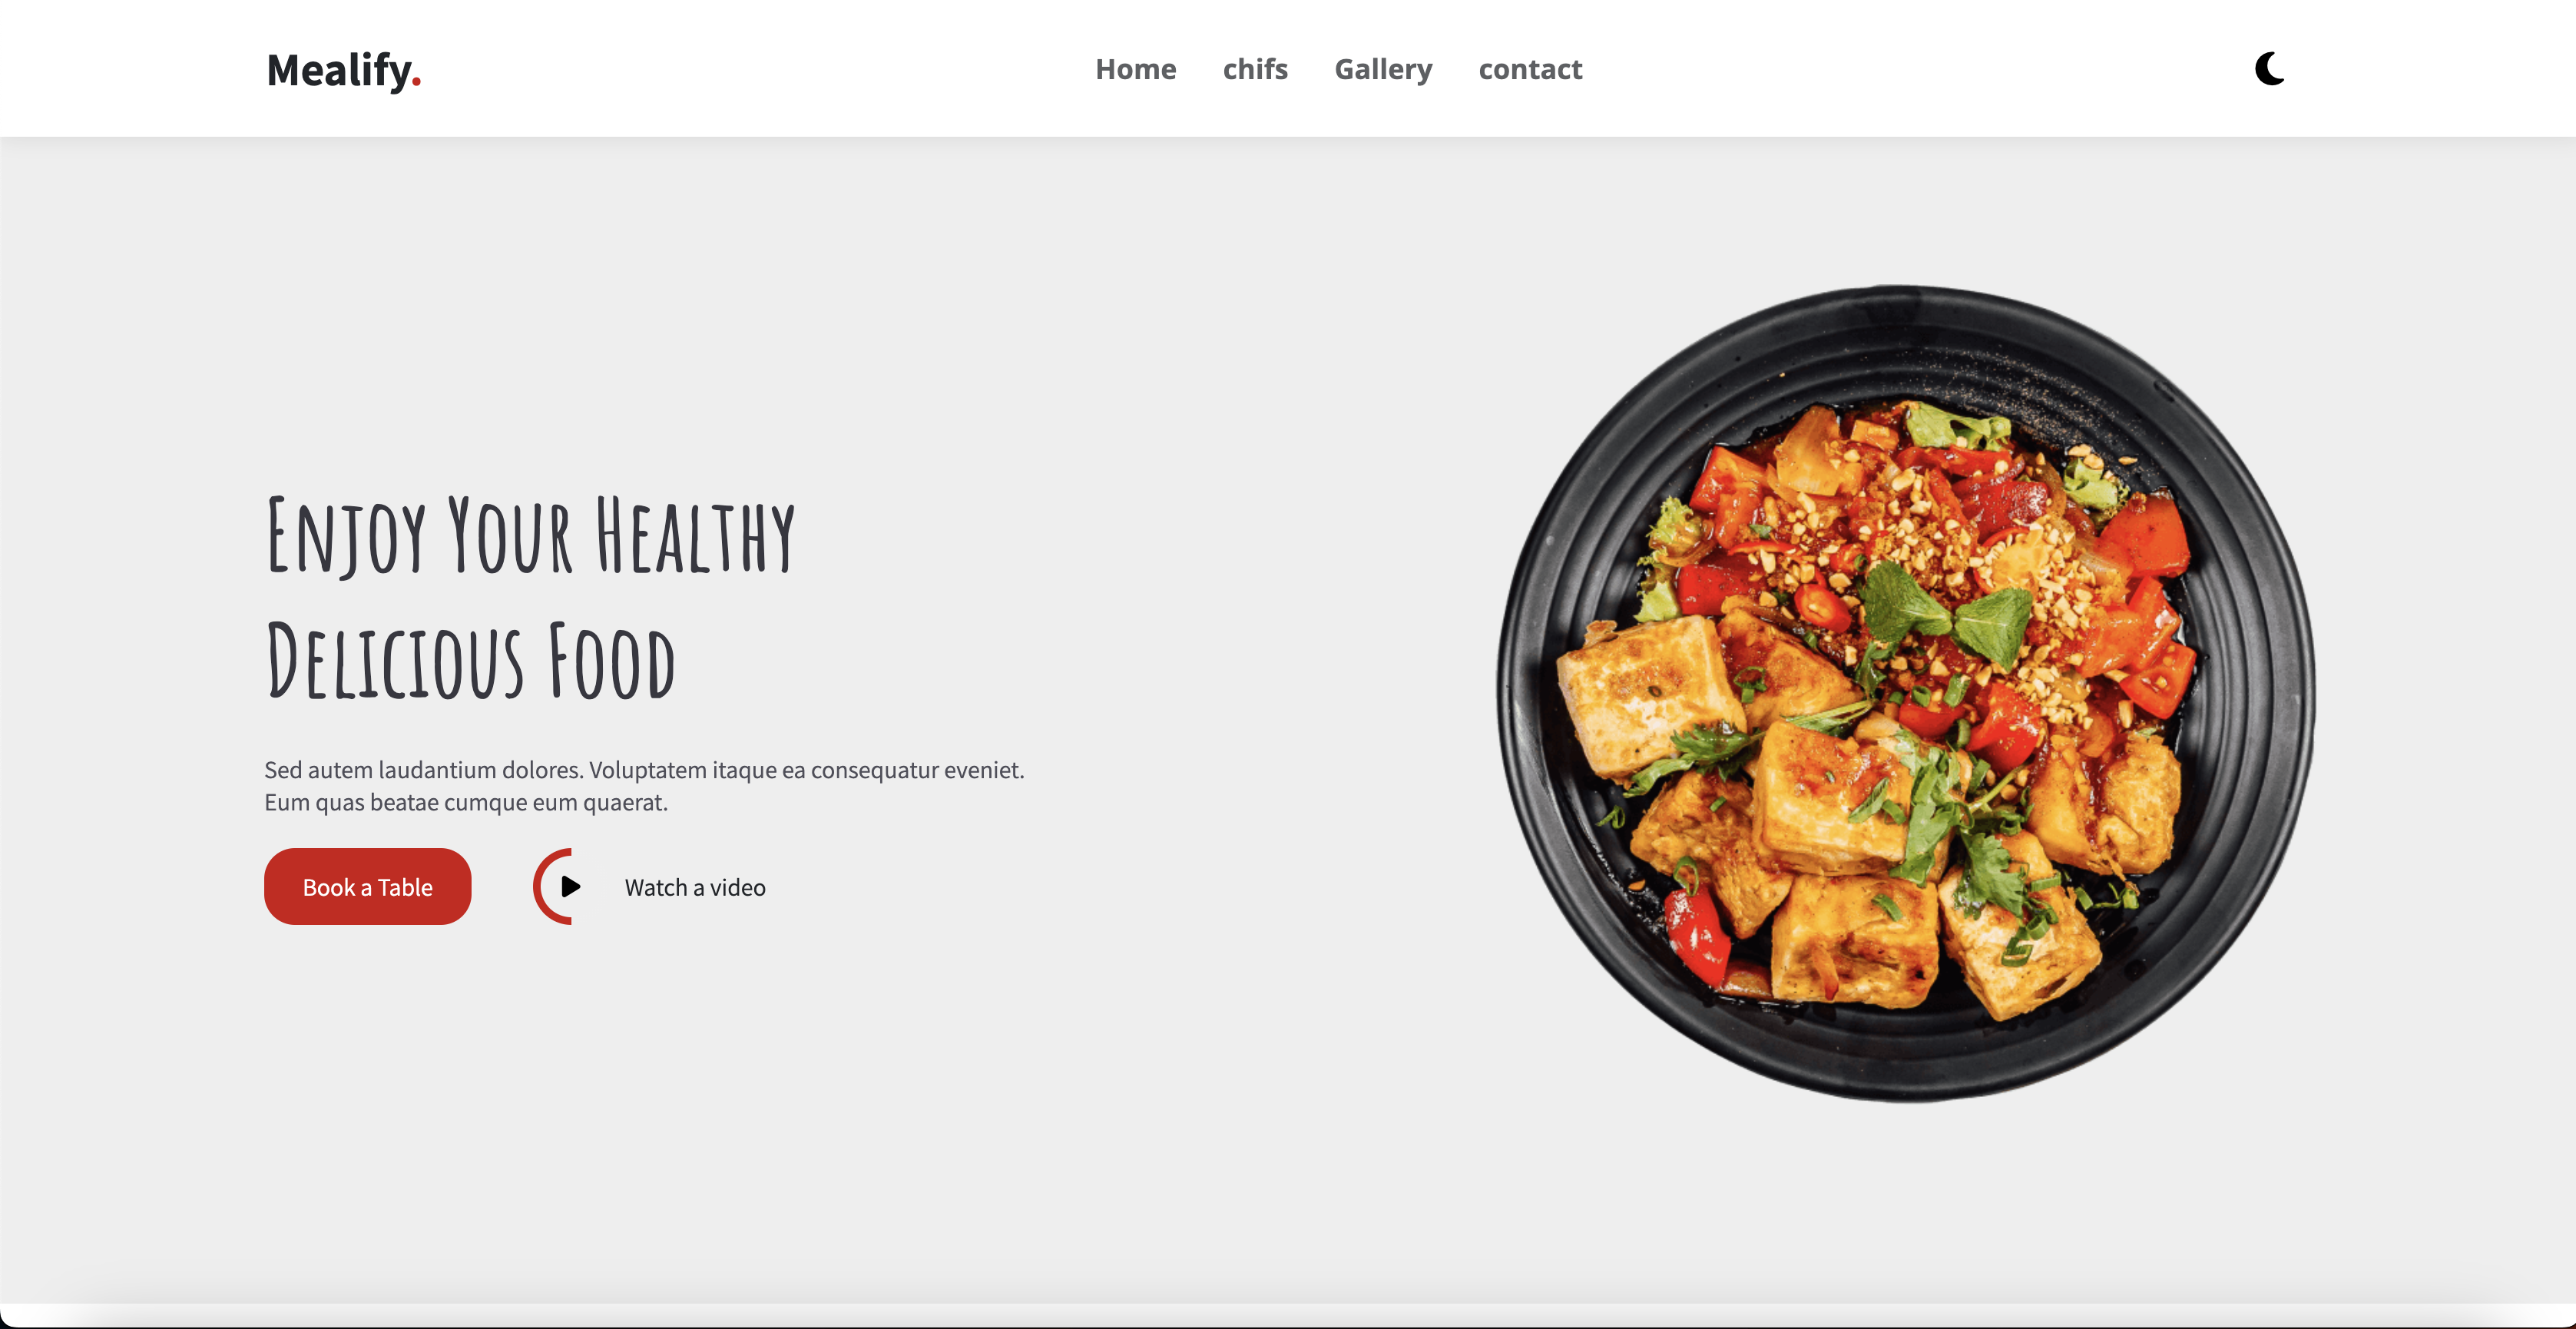 Mealify.
Home chifs Gallery contact
Enjoy Your Healthy
Delicious Food
Sed autem laudantium dolores. Voluptatem itaque ea consequatur eveniet.
Eum quas beatae cumque eum quaerat.
Book a Table Watch a video